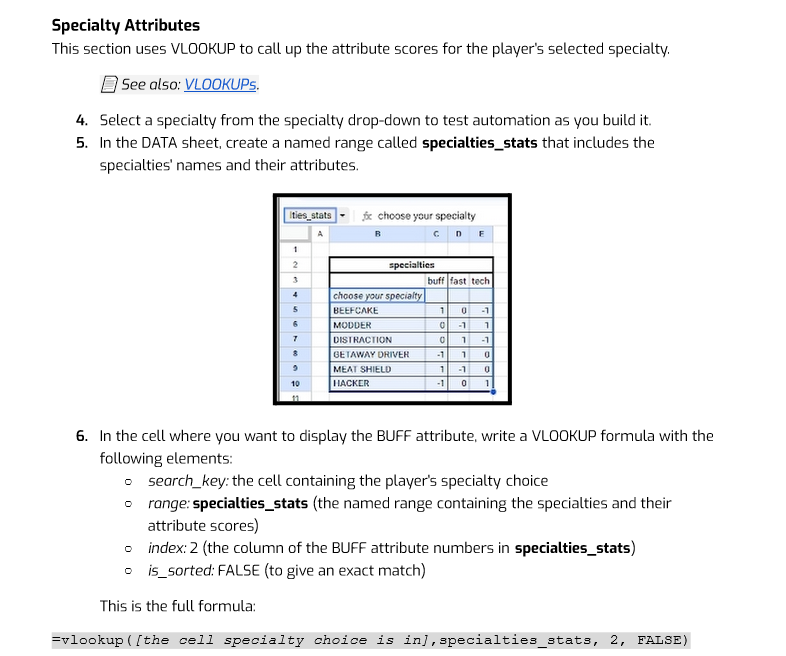 Specialty Attributes
This section uses VLOOKUP to call up the attribute scores for the player's selected specialty.
See also: VLOOKUPs.
4. Select a specialty from the specialty drop-down to test automation as you build it.
5. In the DATA sheet, create a named range called specialties_stats that includes the
specialties' names and their attributes.
ities_stats fx choose your specialty
A B C D E
1
2 specialties
3 buff fast tech
4 choose your specialty
5 BEEFCAKE 1 0 -1
6 MODDER 0 -1 1
7 DISTRACTION 0 1 -1
8 GETAWAY DRIVER -1 1 0
9 MEAT SHIELD 1 -1 0
10 HACKER -1 0 1
11
6. In the cell where you want to display the BUFF attribute, write a VLOOKUP formula with the
following elements:
○ search_key: the cell containing the player's specialty choice
○ range: specialties_stats (the named range containing the specialties and their
attribute scores)
○ index: 2 (the column of the BUFF attribute numbers in specialties_stats)
○ is_sorted: FALSE (to give an exact match)
This is the full formula:
=vlookup([the cell specialty choice is in],specialties_stats, 2, FALSE)